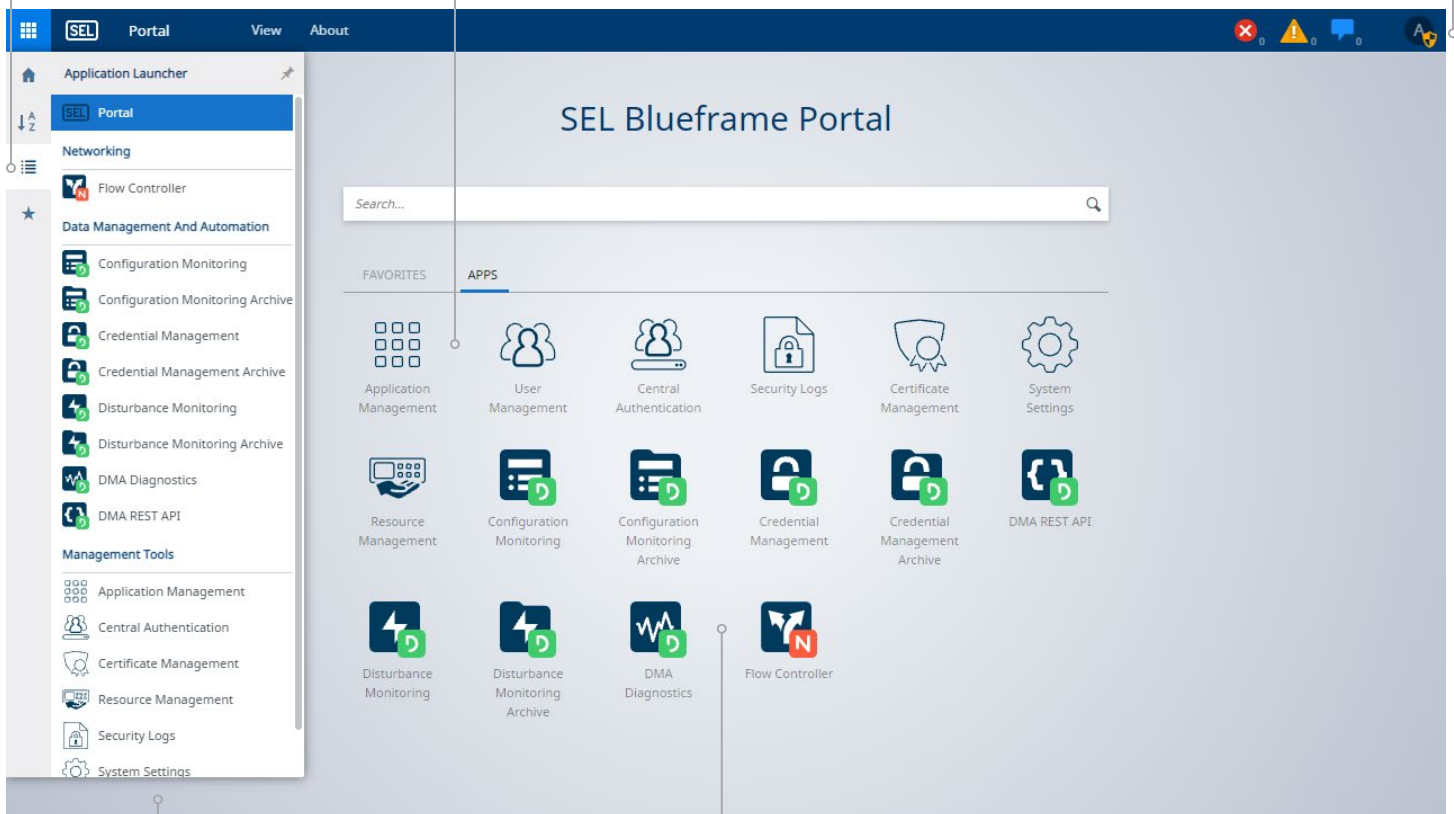 SEL Portal View About 0 0 0 A
Application Launcher
SEL Portal
Networking
N Flow Controller
Data Management And Automation
D Configuration Monitoring
D Configuration Monitoring Archive
D Credential Management
D Credential Management Archive
D Disturbance Monitoring
D Disturbance Monitoring Archive
D DMA Diagnostics
D DMA REST API
Management Tools
Application Management
Central Authentication
Certificate Management
Resource Management
Security Logs
System Settings
A
Z
SEL Blueframe Portal
Search...
FAVORITES APPS
Application
Management
User
Management
Central
Authentication
Security Logs
Certificate
Management
System
Settings
Resource
Management
D
Configuration
Monitoring
D
Configuration
Monitoring
Archive
D
Credential
Management
D
Credential
Management
Archive
D
DMA REST API
D
Disturbance
Monitoring
D
Disturbance
Monitoring
Archive
D
DMA
Diagnostics
N
Flow Controller